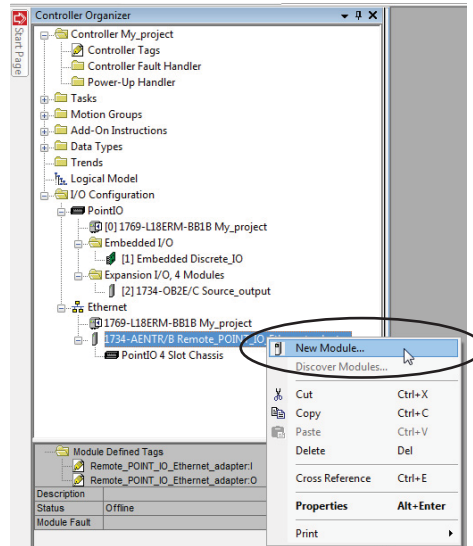 Start Page
Controller Organizer
Controller My_project
Controller Tags
Controller Fault Handler
Power-Up Handler
Tasks
Motion Groups
Add-On Instructions
Data Types
Trends
Logical Model
I/O Configuration
PointIO
[0] 1769-L18ERM-BB1B My_project
Embedded I/O
[1] Embedded Discrete_IO
Expansion I/O, 4 Modules
[2] 1734-OB2E/C Source_output
Ethernet
1769-L18ERM-BB1B My_project
1734-AENTR/B Remote_POINT_IO
PointIO 4 Slot Chassis
New Module...
Discover Modules...
Cut Ctrl+X
Copy Ctrl+C
Paste Ctrl+V
Delete Del
Cross Reference Ctrl+E
Properties Alt+Enter
Print
Module Defined Tags
Remote_POINT_IO_Ethernet_adapter:I
Remote_POINT_IO_Ethernet_adapter:O
Description
Status Offline
Module Fault